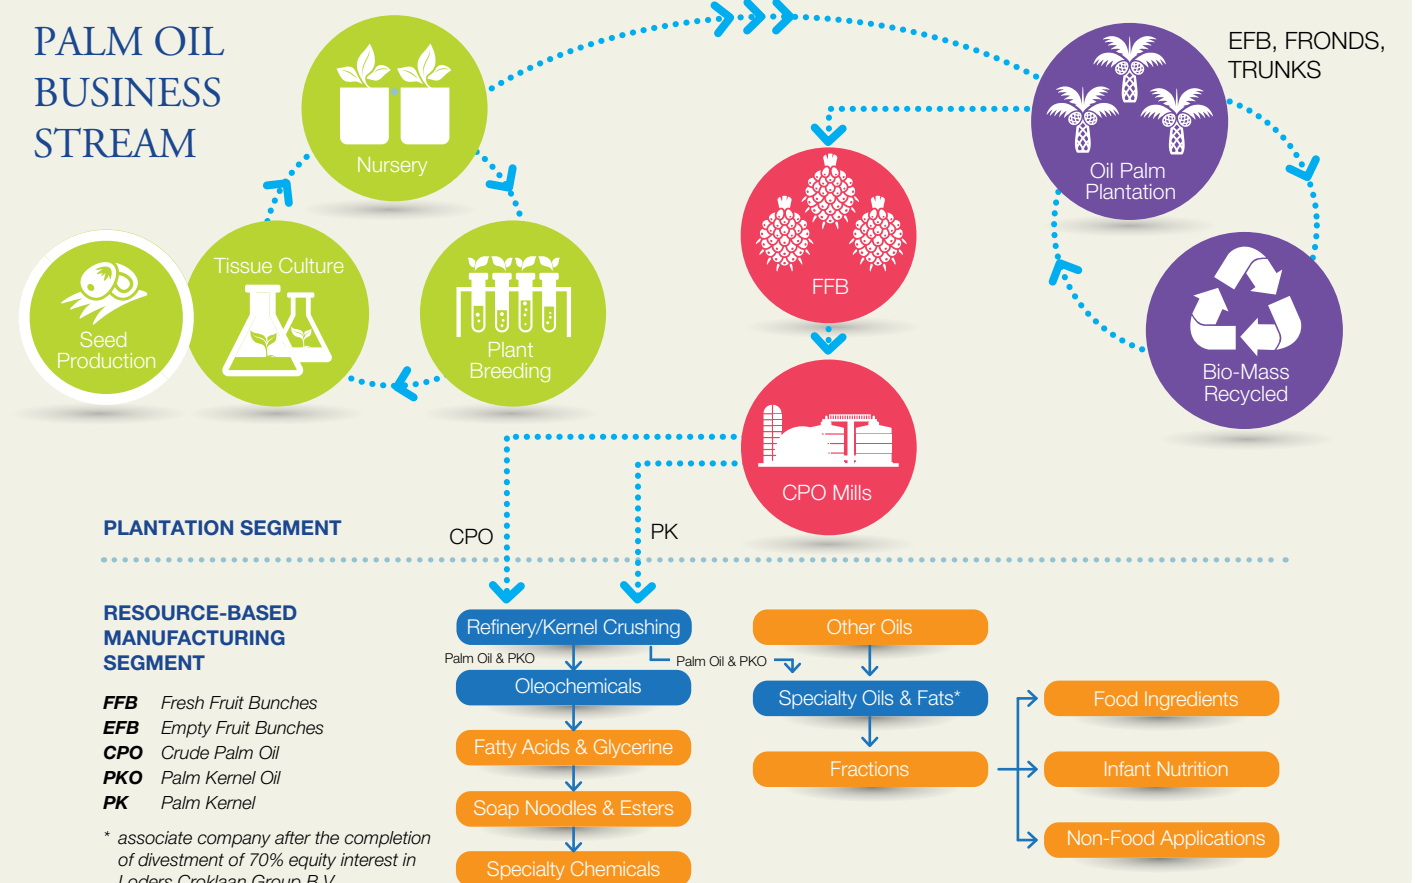 PALM OIL
BUSINESS
STREAM
Nursery
EFB, FRONDS,
TRUNKS
Oil Palm
Plantation
Tissue Culture
Seed
Production
Plant
Breeding
FFB
Bio-Mass
Recycled
CPO Mills
PLANTATION SEGMENT
CPO
PK
RESOURCE-BASED
MANUFACTURING
SEGMENT
FFB Fresh Fruit Bunches
EFB Empty Fruit Bunches
CPO Crude Palm Oil
PKO Palm Kernel Oil
PK Palm Kernel
* associate company after the completion
of divestment of 70% equity interest in
Loders Croklaan Group B.V.
Refinery/Kernel Crushing
Palm Oil & PKO
Palm Oil & PKO
Oleochemicals
Fatty Acids & Glycerine
Soap Noodles & Esters
Specialty Chemicals
Other Oils
Specialty Oils & Fats*
Fractions
Food Ingredients
Infant Nutrition
Non-Food Applications